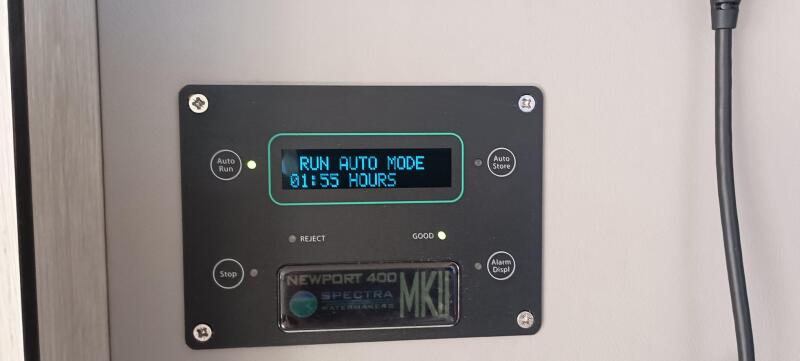 Auto
Run
RUN AUTO MODE
01:55 HOURS
Auto
Store
REJECT
GOOD
Stop
NEWPORT 400
SPECTRA
WATERMAKERS
MKII
Alarm
Displ